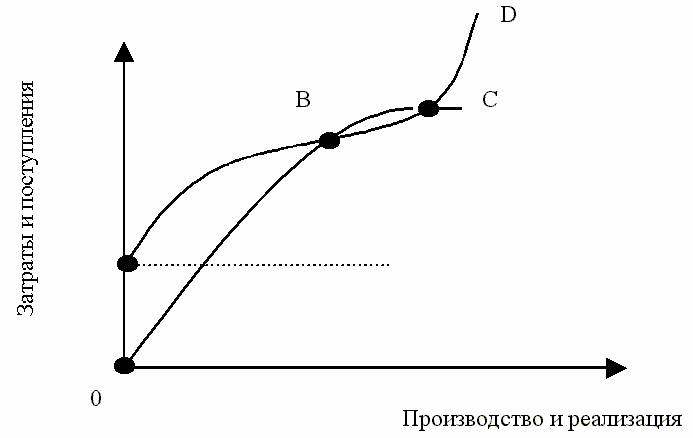 D
B
C
Затраты и поступления
0
Производство и реализация